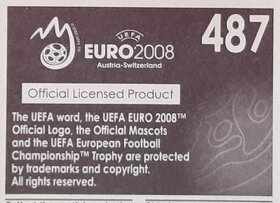 UEFA
EURO2008™
Austria-Switzerland
487
Official Licensed Product
The UEFA word, the UEFA EURO 2008™
Official Logo, the Official Mascots
and the UEFA European Football
Championship™ Trophy are protected
by trademarks and copyright.
All rights reserved.